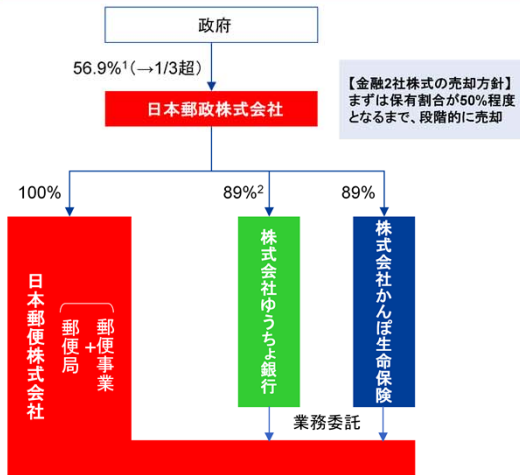 政府
56.9%1(→1/3超)
日本郵政株式会社
【金融2社株式の売却方針】
まずは保有割合が50%程度
となるまで、段階的に売却
100%
89%2
89%
日本郵便株式会社
郵便事業
+
郵便局
株式会社ゆうちょ銀行
株式会社かんぽ生命保険
業務委託